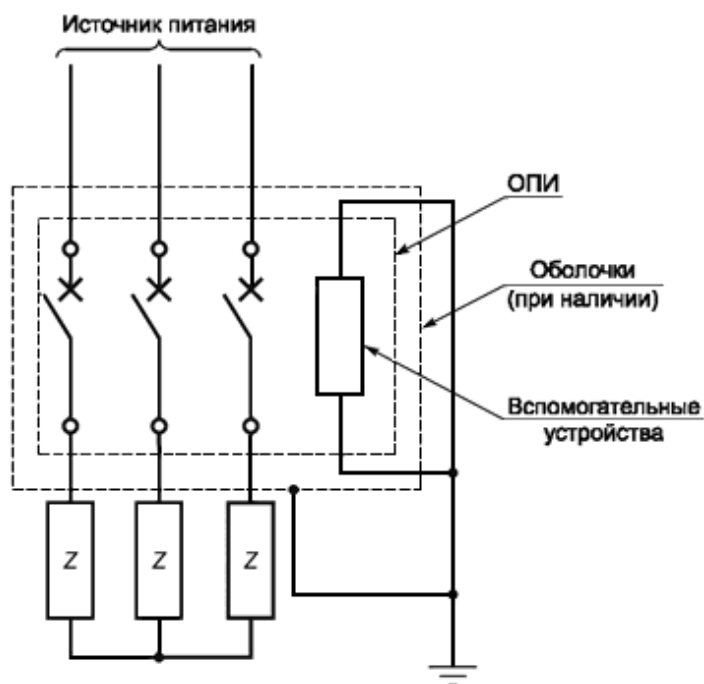 Источник питания
ОПИ
Оболочки
(при наличии)
Вспомогательные
устройства
Z Z Z